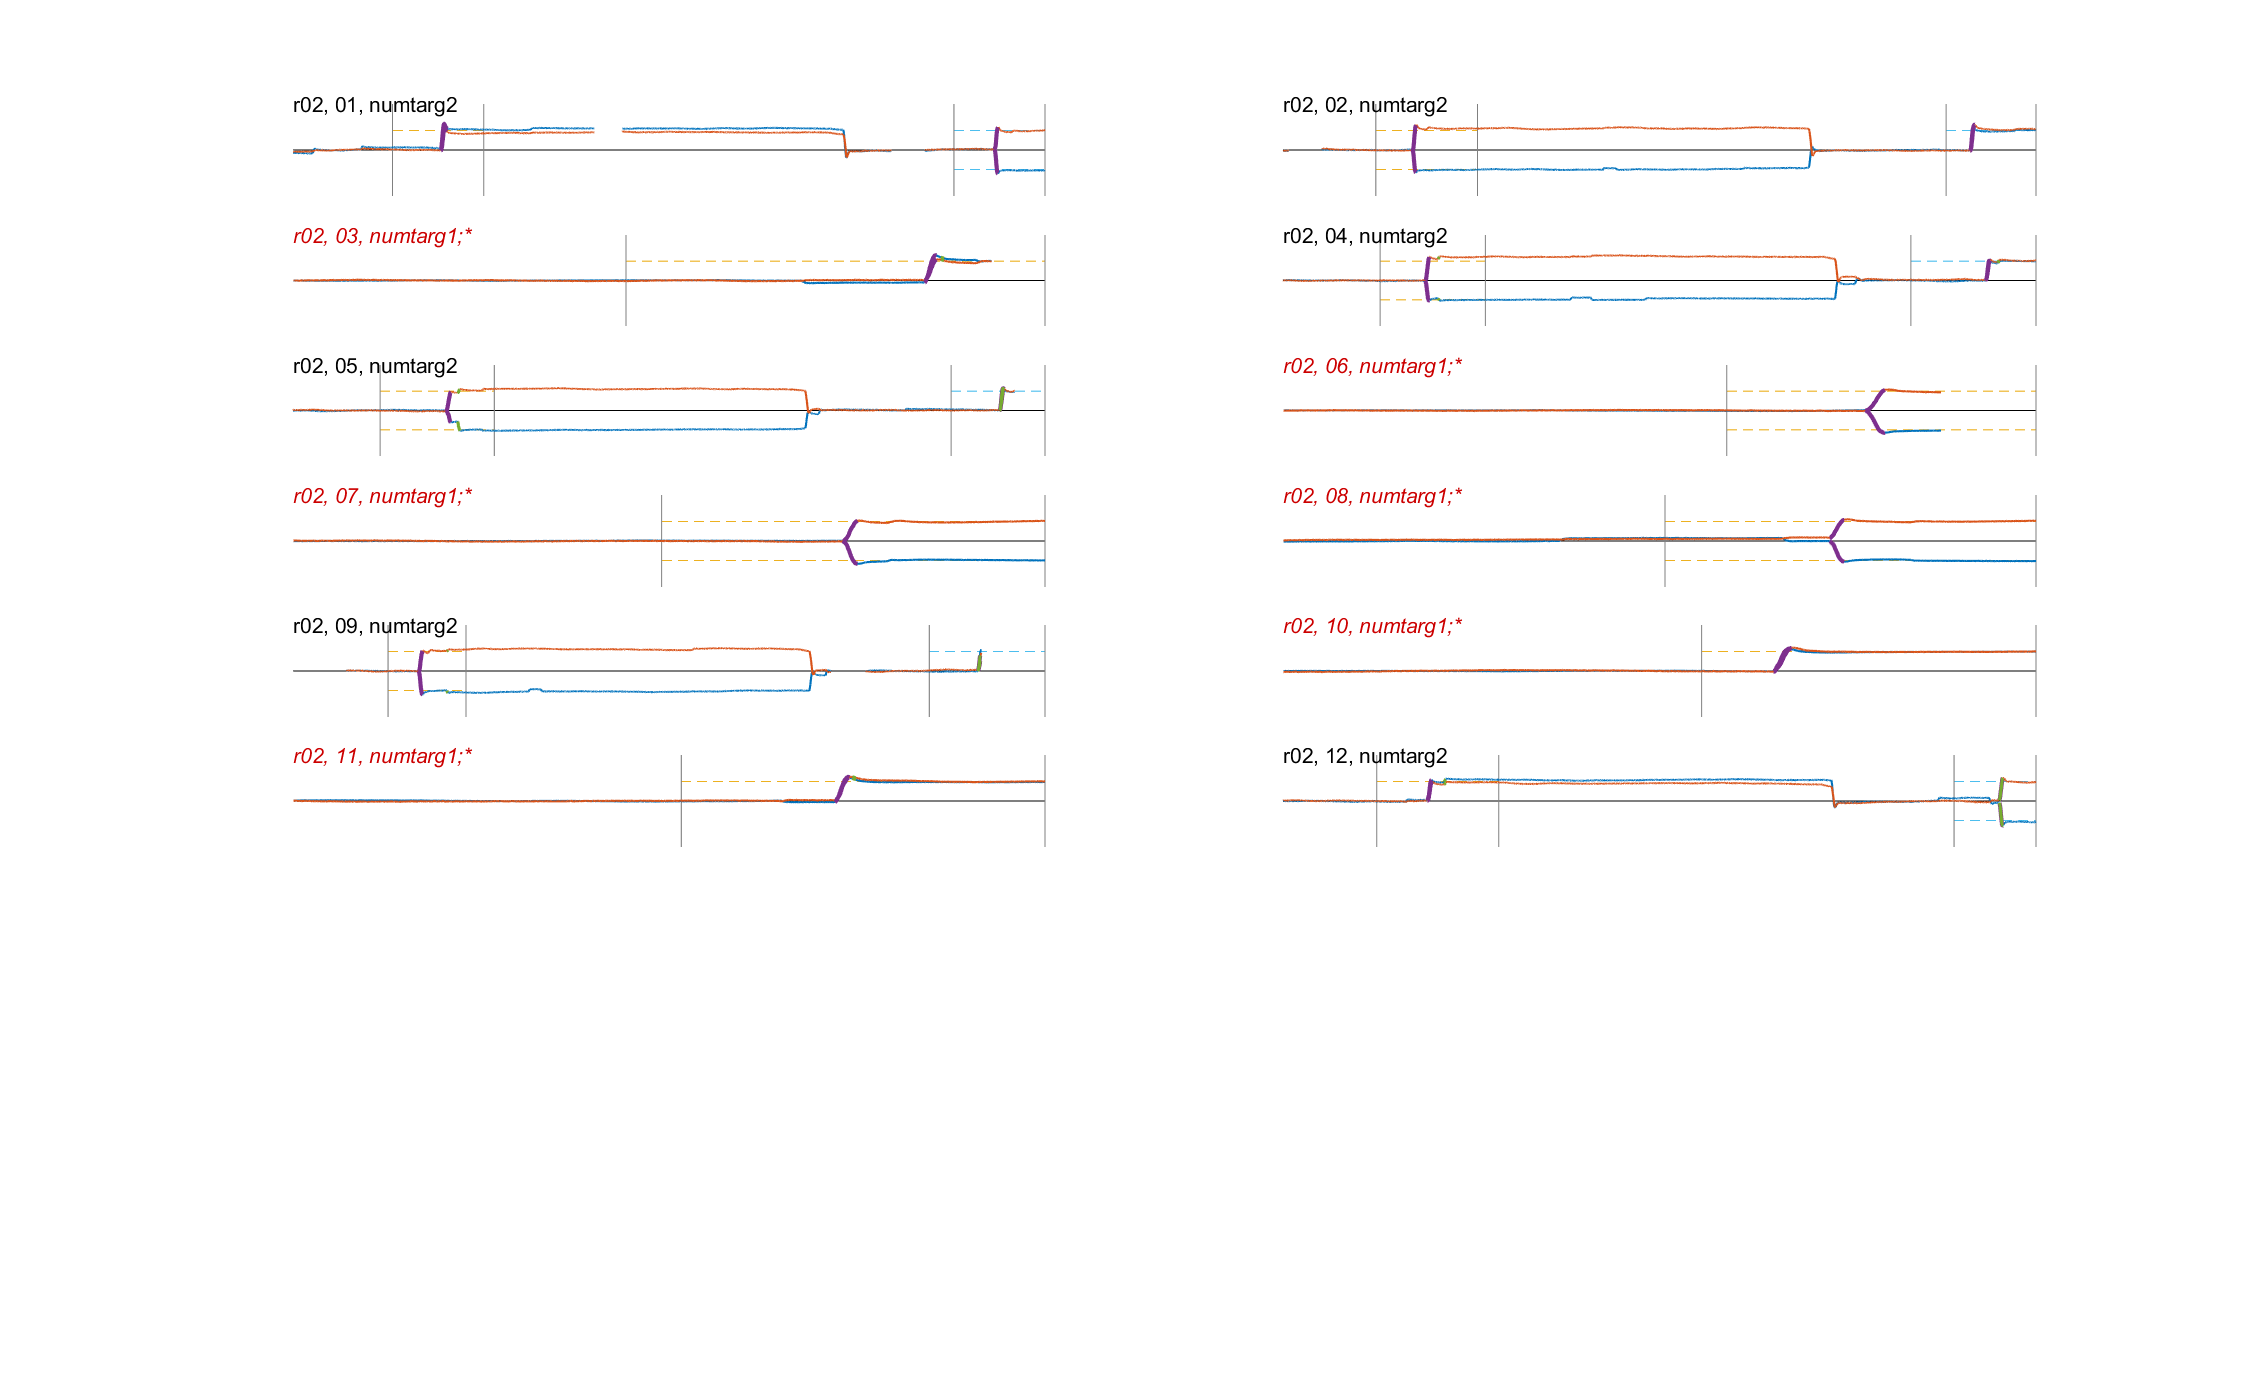 r02, 01, numtarg2
r02, 02, numtarg2
r02, 03, numtarg1;*
r02, 04, numtarg2
r02, 05, numtarg2
r02, 06, numtarg1;*
r02, 07, numtarg1;*
r02, 08, numtarg1;*
r02, 09, numtarg2
r02, 10, numtarg1;*
r02, 11, numtarg1;*
r02, 12, numtarg2